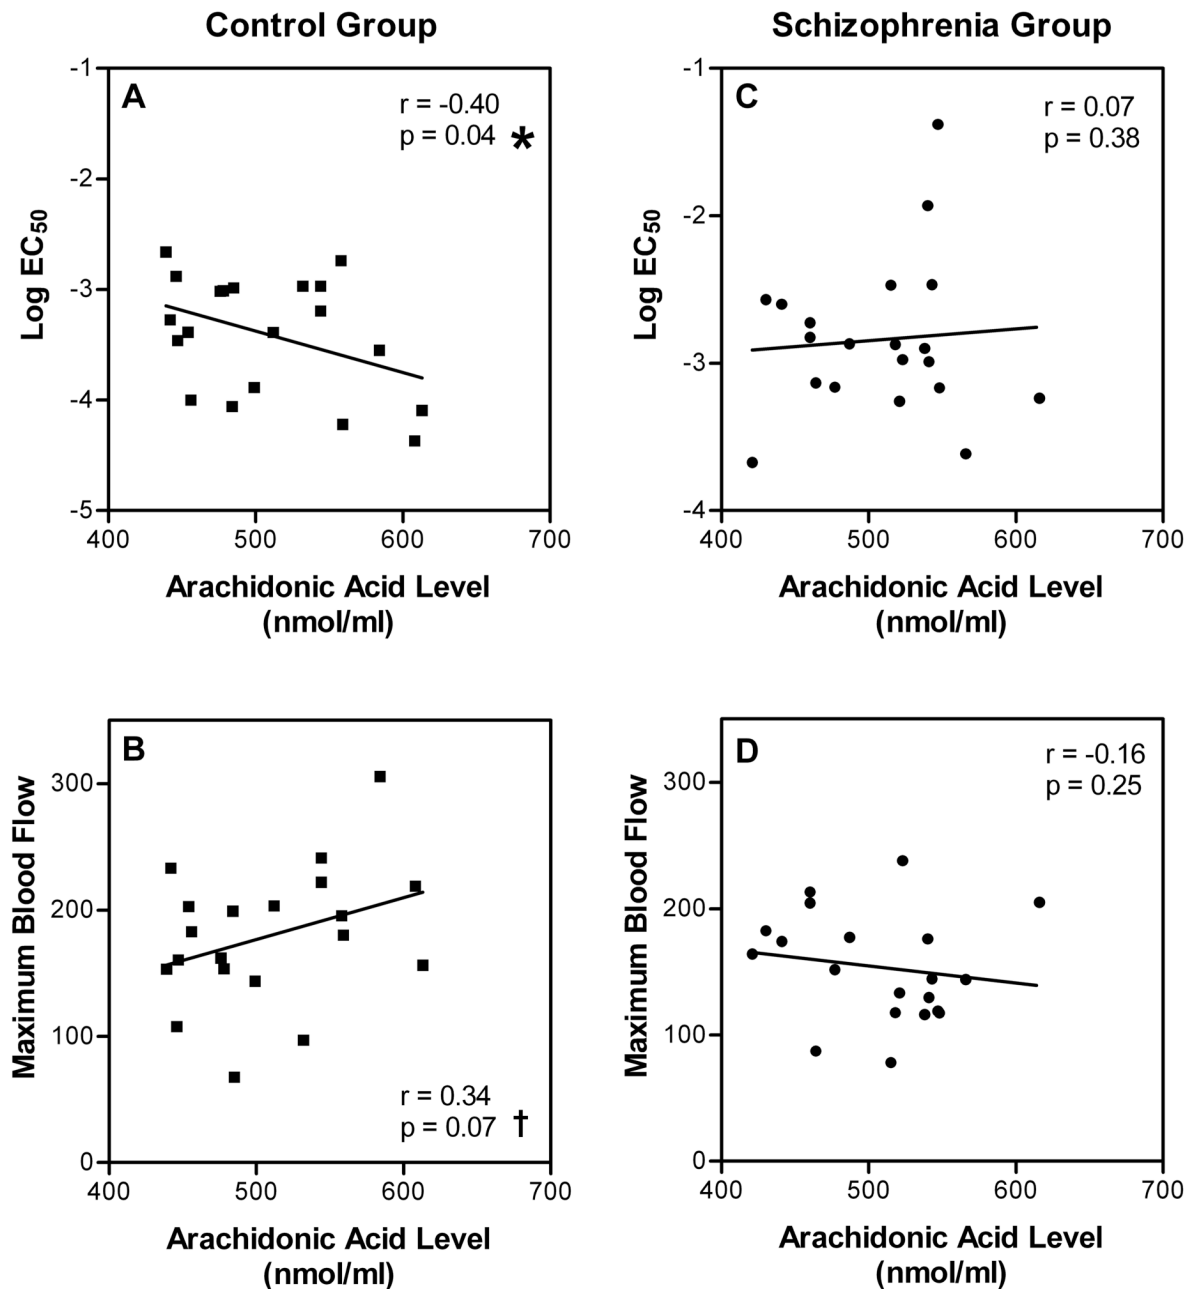 Control Group
A
r = -0.40
p = 0.04 *
-1
-2
-3
-4
-5
Log EC50
400 500 600 700
Arachidonic Acid Level
(nmol/ml)
Schizophrenia Group
C
r = 0.07
p = 0.38
-1
-2
-3
-4
Log EC50
400 500 600 700
Arachidonic Acid Level
(nmol/ml)
B
300
200
100
0
Maximum Blood Flow
r = 0.34
p = 0.07 †
400 500 600 700
Arachidonic Acid Level
(nmol/ml)
D
r = -0.16
p = 0.25
300
200
100
0
Maximum Blood Flow
400 500 600 700
Arachidonic Acid Level
(nmol/ml)